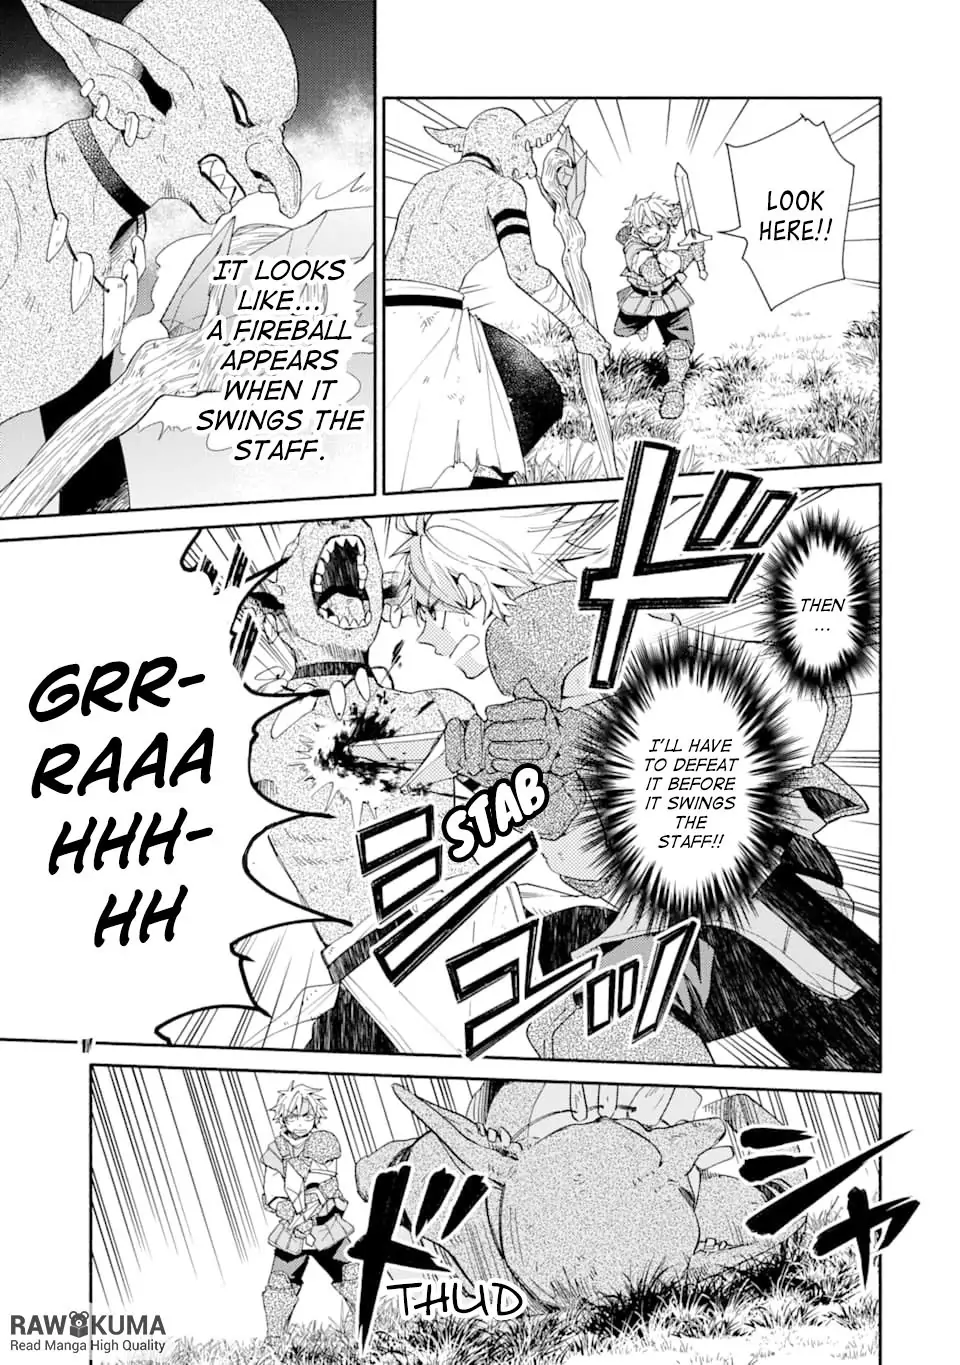 LOOK
HERE!!
IT LOOKS
LIKE...
A FIREBALL
APPEARS
WHEN IT
SWINGS THE
STAFF.
THEN
...
I'LL HAVE
TO DEFEAT
IT BEFORE
IT SWINGS
THE
STAFF!!
ドドシュッ
STAB
GRR-
RAAA
HHH-
HH
ドシャ
THUD
RAWKUMA
Read Manga High Quality